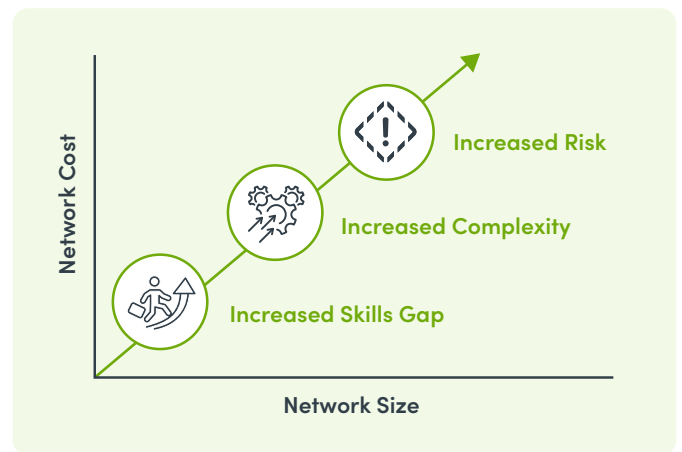 Network Cost
Increased Risk
Increased Complexity
Increased Skills Gap
Network Size